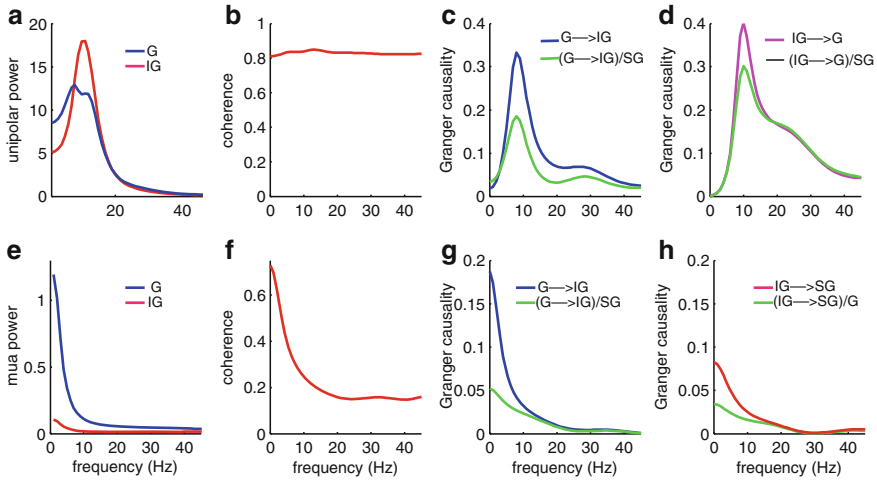 a
unipolar power
20
15
10
5
0
20
40
G
IG
b
coherence
1
0.8
0.6
0.4
0.2
0
0
10
20
30
40
c
Granger causality
0.4
0.3
0.2
0.1
0
0
10
20
30
40
G—>IG
(G—>IG)/SG
d
Granger causality
0.4
0.3
0.2
0.1
0
0
10
20
30
40
IG—>G
(IG—>G)/SG
e
mua power
1
0.5
0
0
10
20
30
40
frequency (Hz)
G
IG
f
coherence
0.6
0.4
0.2
0
0
10
20
30
40
frequency (Hz)
g
Granger causality
0.2
0.15
0.1
0.05
0
0
10
20
30
40
frequency (Hz)
G—>IG
(G—>IG)/SG
h
Granger causality
0.2
0.15
0.1
0.05
0
0
10
20
30
40
frequency (Hz)
IG—>SG
(IG—>SG)/G